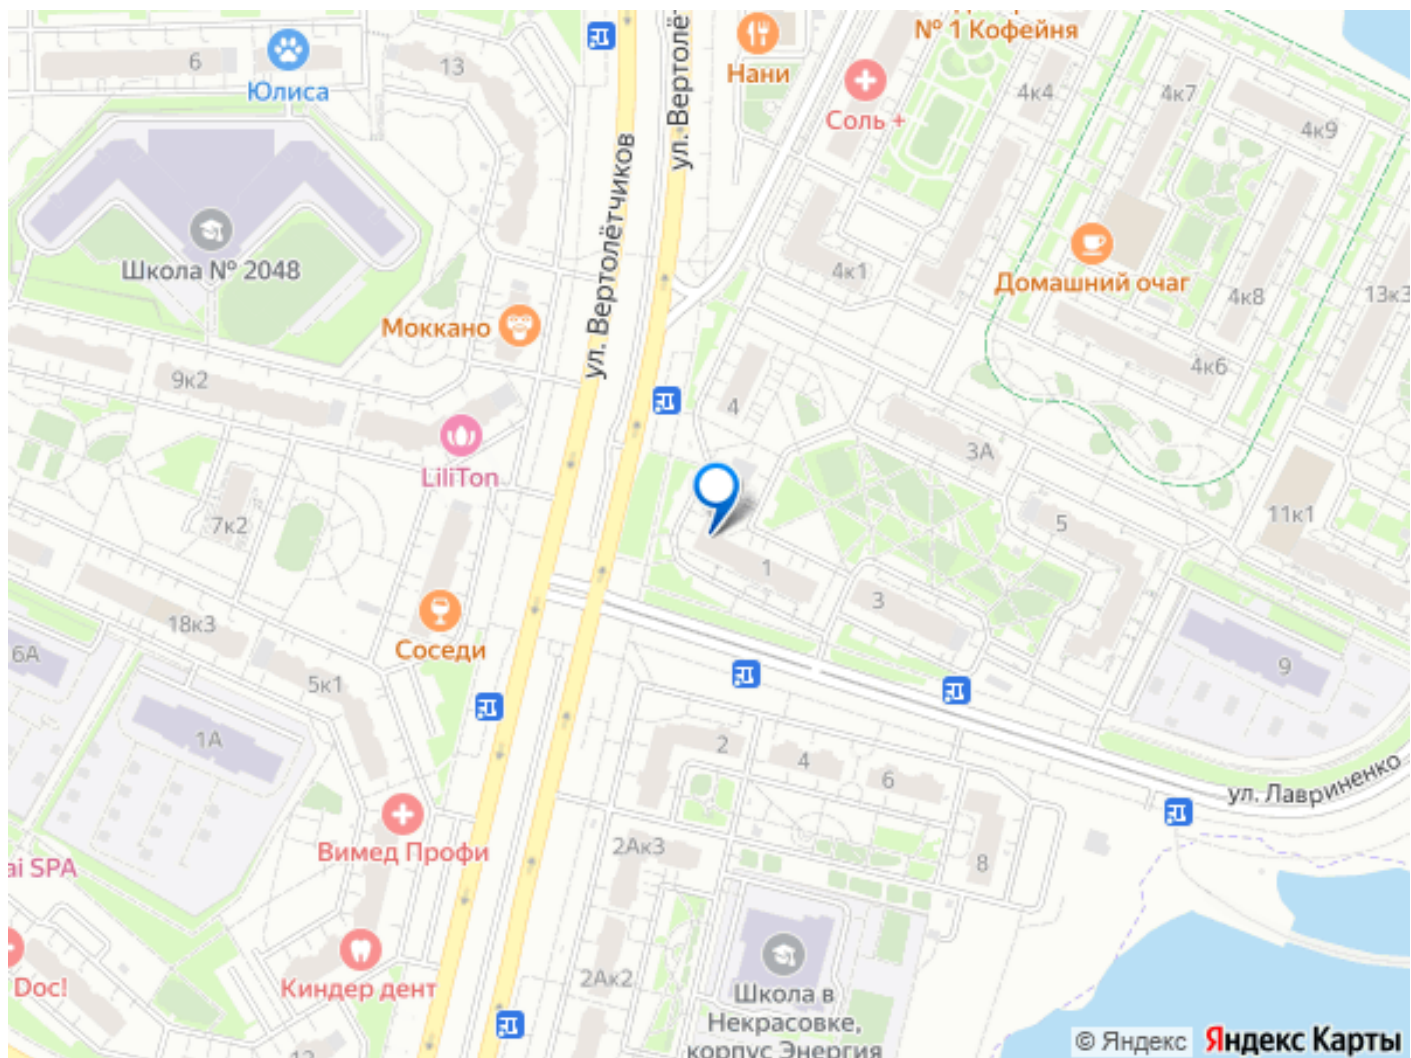 № 1 Кофейня
6
Юлиса
13
Нани
ул. Вертолёт
Соль +
4к4
4к7
4к9
ул. Вертолётчиков
Школа № 2048
4к1
Домашний очаг
4к8
13к3
Моккано
9к2
4
4к6
3А
LiliTon
7к2
5
11к1
1
3
18к3
Соседи
6А
5к1
9
1А
2
4
6
ул. Лавриненко
Вимед Профи
2Ак3
8
ai SPA
Doc!
Киндер дент
2Ак2
Школа в
Некрасовке,
корпус Энергия
12
© Яндекс Яндекс Карты